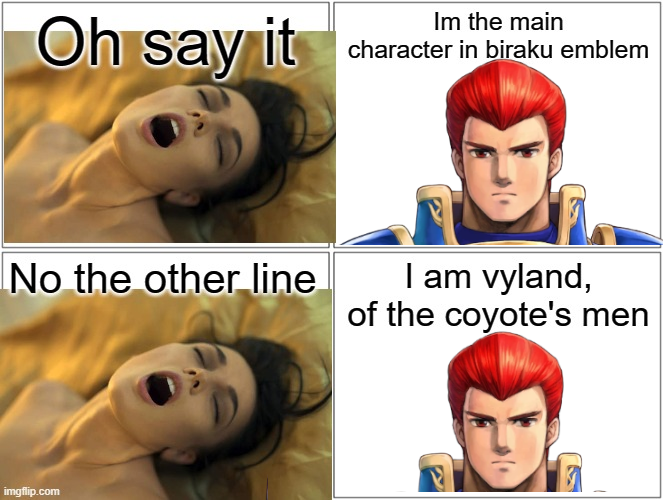 Oh say it
Im the main
character in biraku emblem
No the other line
I am vyland,
of the coyote's men
imgflip.com